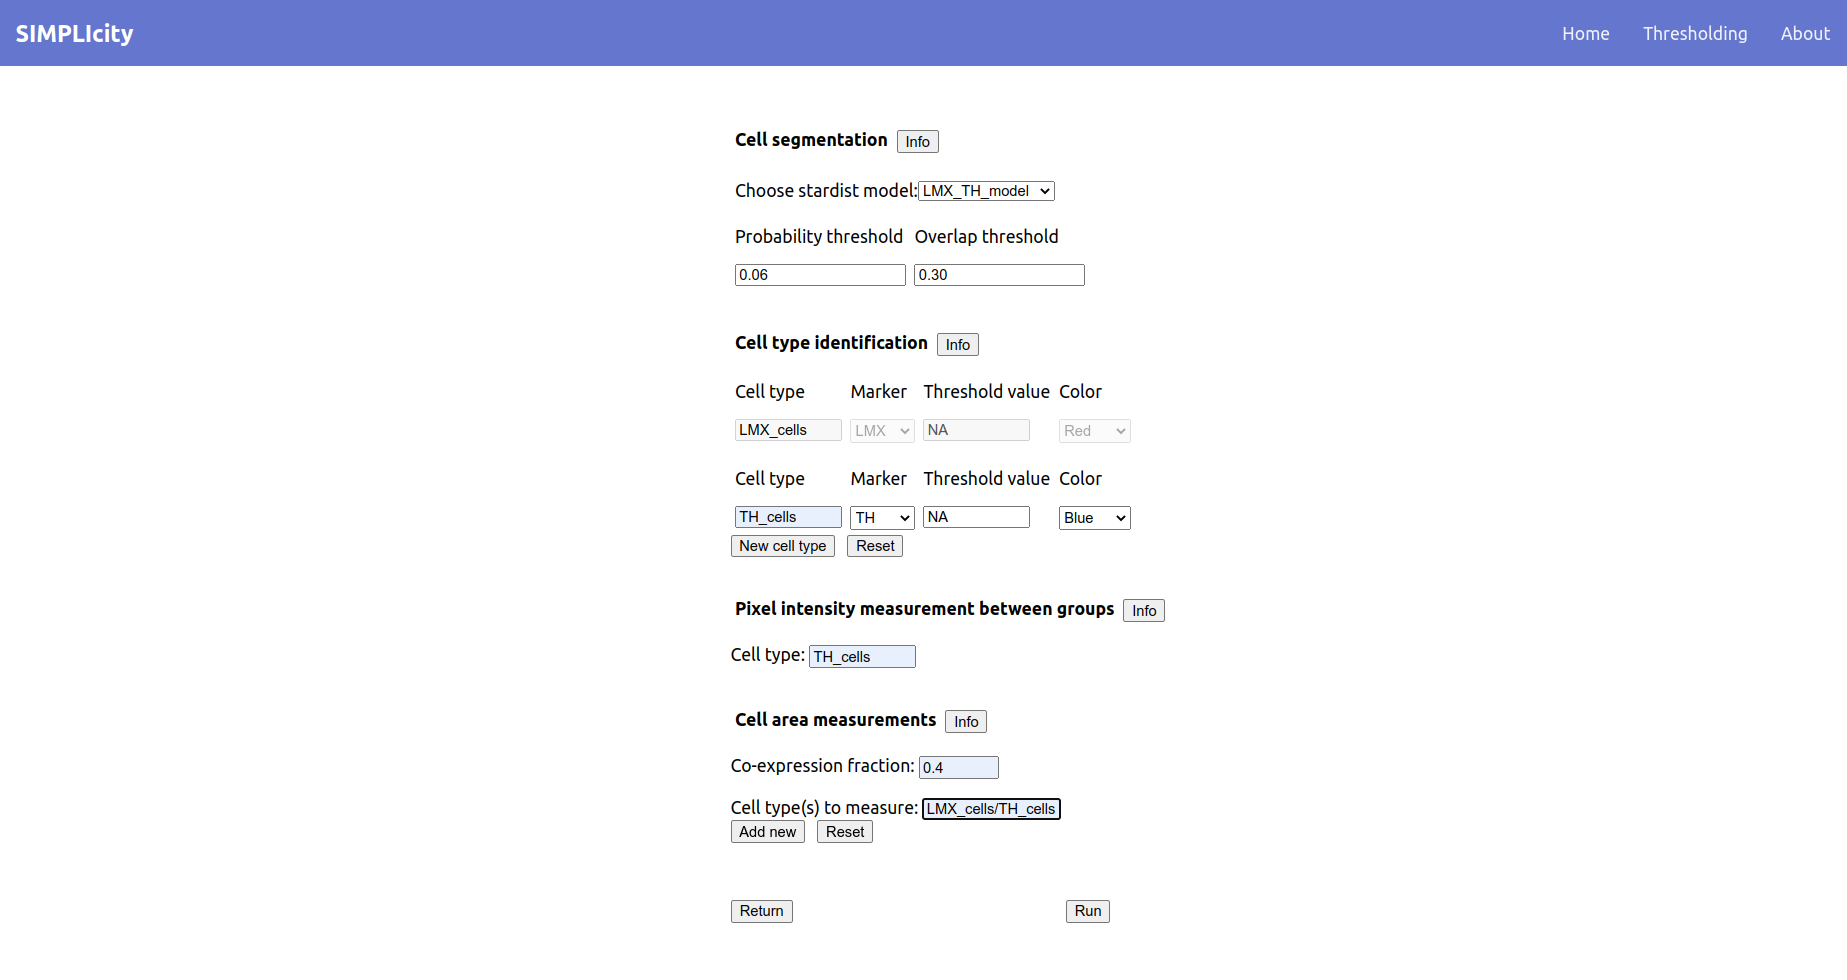 SIMPLIcity Home Thresholding About
Cell segmentation Info
Choose stardist model: LMX_TH_model
Probability threshold Overlap threshold
0.06 0.30
Cell type identification Info
Cell type Marker Threshold value Color
LMX_cells LMX NA Red
Cell type Marker Threshold value Color
TH_cells TH NA Blue
New cell type Reset
Pixel intensity measurement between groups Info
Cell type: TH_cells
Cell area measurements Info
Co-expression fraction: 0.4
Cell type(s) to measure: LMX_cells/TH_cells
Add new Reset
Return Run